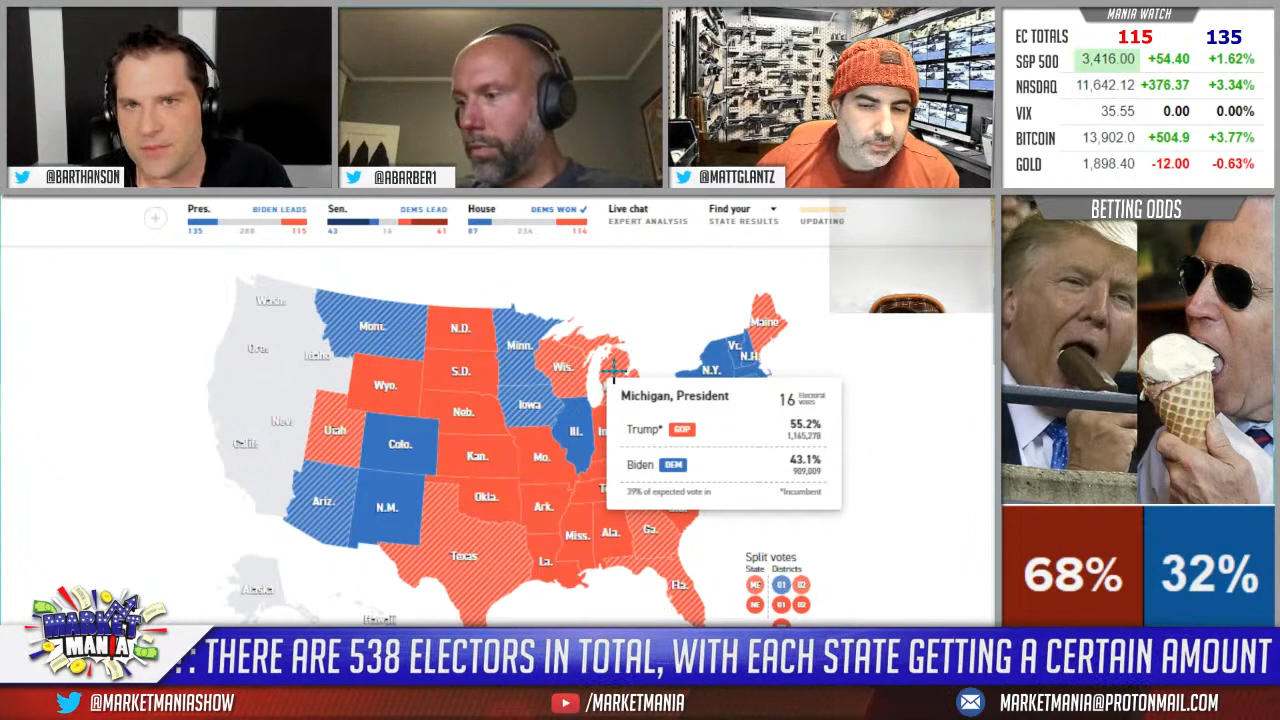 @BARTHANSON
@ABARBER1
@MATTGLANTZ
MANIA WATCH
EC TOTALS 115 135
S&P 500 3,416.00 +54.40 +1.62%
NASDAQ 11,642.12 +376.37 +3.34%
VIX 35.55 0.00 0.00%
BITCOIN 13,902.0 +504.9 +3.77%
GOLD 1,898.40 -12.00 -0.63%
BETTING ODDS
68% 32%
Pres. BIDEN LEADS
135 288 115
Sen. DEMS LEAD
43 16 41
House DEMS WON ✓
87 234 114
Live chat
EXPERT ANALYSIS
Find your
STATE RESULTS
UPDATING
Wash.
Ore.
Idaho
Mont.
N.D.
Minn.
Wis.
Maine
Vt.
N.H.
N.Y.
S.D.
Wyo.
Nev.
Calif.
Utah
Colo.
Neb.
Iowa
Ill.
Kan.
Mo.
Ariz.
N.M.
Okla.
Ark.
Texas
La.
Miss.
Ala.
Ga.
Fla.
Alaska
Hawaii
Michigan, President 16 Electoral votes
Trump* GOP 55.2%
1,165,278
Biden DEM 43.1%
909,009
39% of expected vote in *Incumbent
Split votes
State Districts
ME 01 02
NE 01 02
MARKET
MANIA
: THERE ARE 538 ELECTORS IN TOTAL, WITH EACH STATE GETTING A CERTAIN AMOUNT
@MARKETMANIASHOW
/MARKETMANIA
MARKETMANIA@PROTONMAIL.COM